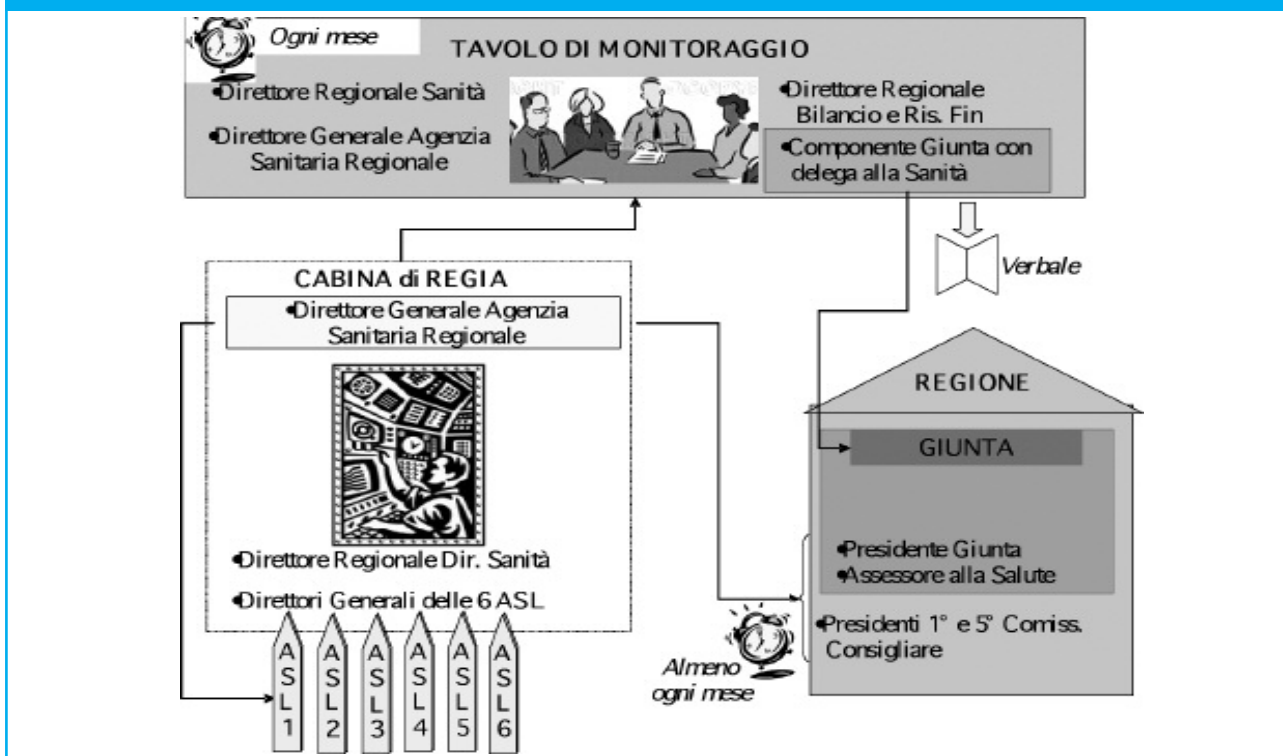 Ogni mese
TAVOLO DI MONITORAGGIO
•Direttore Regionale Sanità
•Direttore Generale Agenzia
Sanitaria Regionale
•Direttore Regionale
Bilancio e Ris. Fin
•Componente Giunta con
delega alla Sanità
Verbale
CABINA di REGIA
•Direttore Generale Agenzia
Sanitaria Regionale
•Direttore Regionale Dir. Sanità
•Direttori Generali delle 6 ASL
ASL1
ASL2
ASL3
ASL4
ASL5
ASL6
REGIONE
GIUNTA
•Presidente Giunta
•Assessore alla Salute
•Presidenti 1° e 5° Comiss.
Consigliare
Almeno
ogni mese